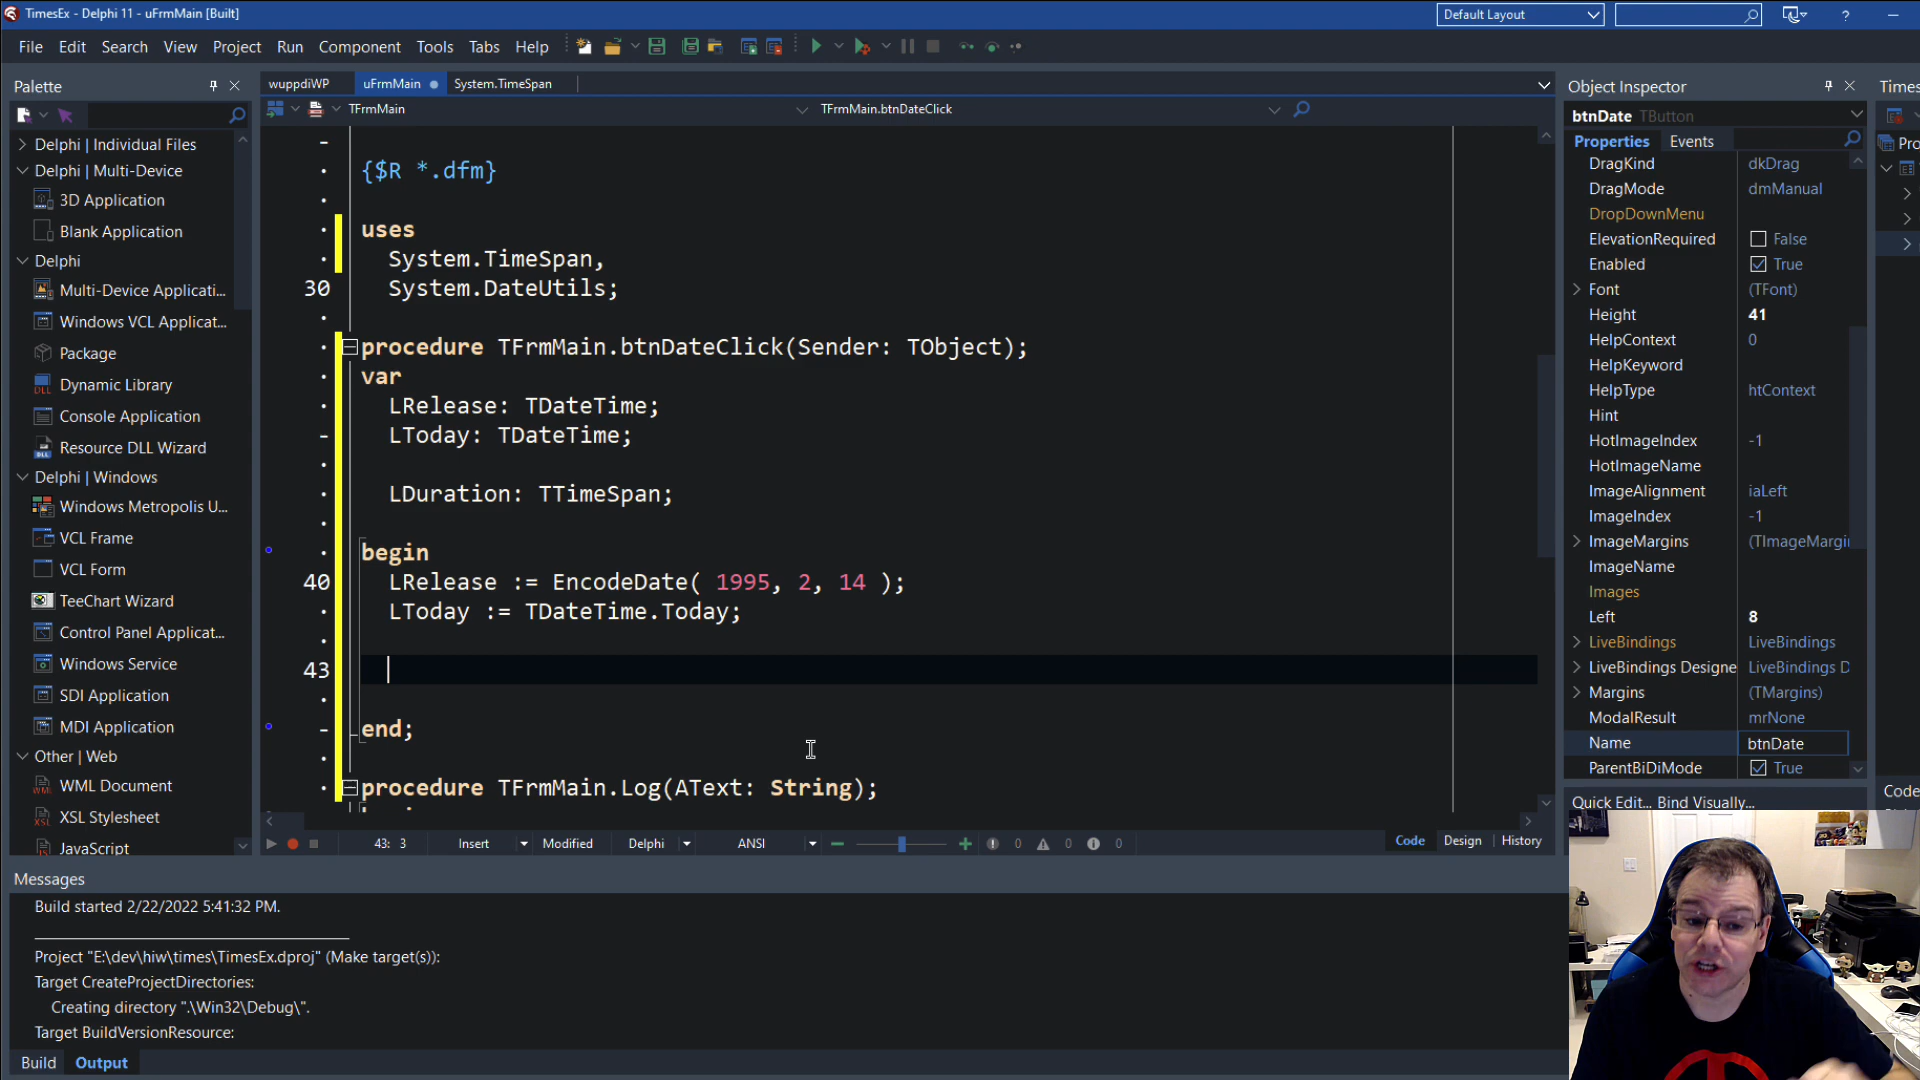 TimesEx - Delphi 11 - uFrmMain [Built]
Default Layout
?
File Edit Search View Project Run Component Tools Tabs Help
Palette
Delphi | Individual Files
Delphi | Multi-Device
3D Application
Blank Application
Delphi
Multi-Device Applicati...
Windows VCL Applicat...
Package
Dynamic Library
Console Application
Resource DLL Wizard
Delphi | Windows
Windows Metropolis U...
VCL Frame
VCL Form
TeeChart Wizard
Control Panel Applicat...
Windows Service
SDI Application
MDI Application
Other | Web
WML Document
XSL Stylesheet
JavaScript
wuppdiWP uFrmMain System.TimeSpan
TFrmMain TFrmMain.btnDateClick
{$R *.dfm}
uses
System.TimeSpan,
30 System.DateUtils;
procedure TFrmMain.btnDateClick(Sender: TObject);
var
LRelease: TDateTime;
LToday: TDateTime;
LDuration: TTimeSpan;
begin
40 LRelease := EncodeDate( 1995, 2, 14 );
LToday := TDateTime.Today;
43
end;
procedure TFrmMain.Log(AText: String);
43: 3 Insert Modified Delphi ANSI 0 0 0 Code Design History
Object Inspector
btnDate TButton
Properties Events
DragKind dkDrag
DragMode dmManual
DropDownMenu
ElevationRequired False
Enabled True
Font (TFont)
Height 41
HelpContext 0
HelpKeyword
HelpType htContext
Hint
HotImageIndex -1
HotImageName
ImageAlignment iaLeft
ImageIndex -1
ImageMargins (TImageMargi
ImageName
Images
Left 8
LiveBindings LiveBindings
LiveBindings Designe LiveBindings D
Margins (TMargins)
ModalResult mrNone
Name btnDate
ParentBiDiMode True
Quick Edit... Bind Visually...
Times
Pro
Code
Messages
Build started 2/22/2022 5:41:32 PM.
Project "E:\dev\hiw\times\TimesEx.dproj" (Make target(s)):
Target CreateProjectDirectories:
Creating directory ".\Win32\Debug\".
Target BuildVersionResource:
Build Output